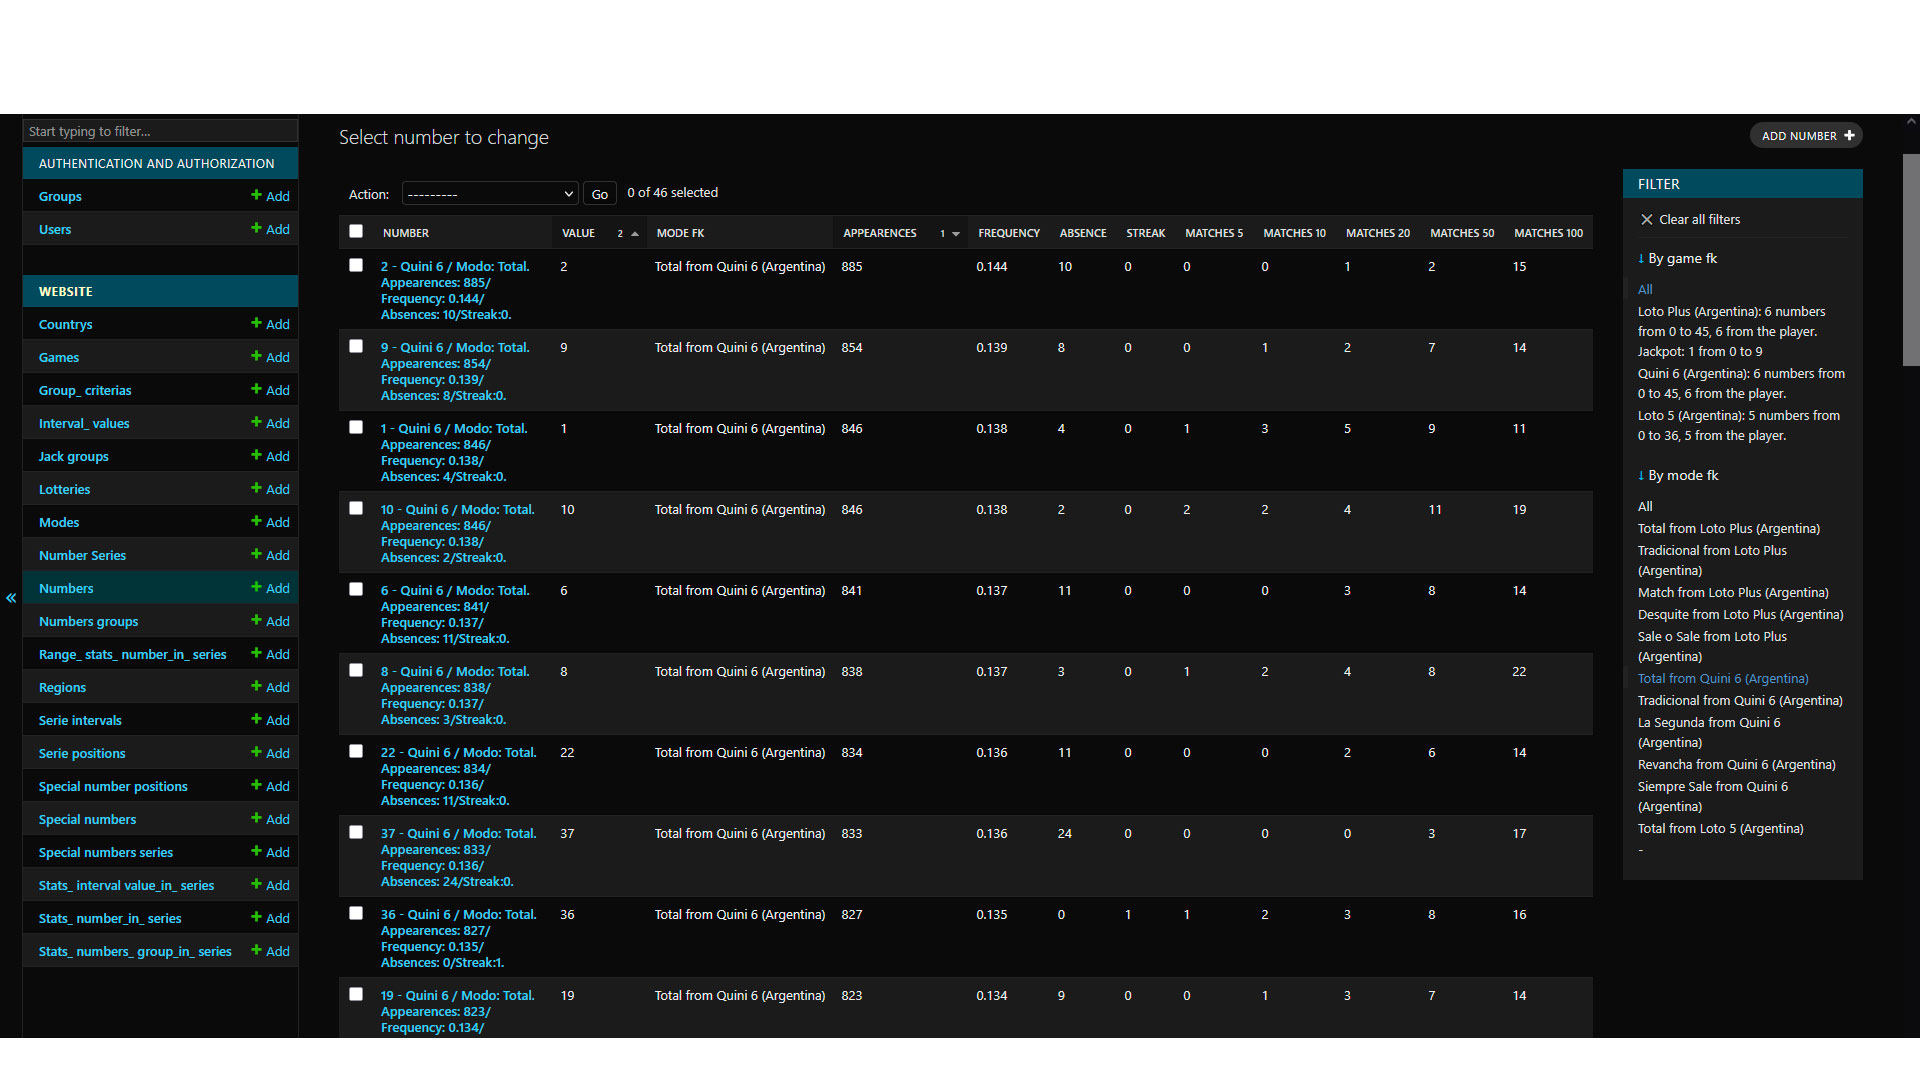 Start typing to filter...
AUTHENTICATION AND AUTHORIZATION
Groups Add
Users Add
WEBSITE
Countrys Add
Games Add
Group_ criterias Add
Interval_ values Add
Jack groups Add
Lotteries Add
Modes Add
Number Series Add
Numbers Add
Numbers groups Add
Range_ stats_ number_in_ series Add
Regions Add
Serie intervals Add
Serie positions Add
Special number positions Add
Special numbers Add
Special numbers series Add
Stats_ interval value_in_ series Add
Stats_ number_in_ series Add
Stats_ numbers_ group_in_ series Add
«
Select number to change
ADD NUMBER +
Action: --------- Go 0 of 46 selected
NUMBER VALUE 2 MODE FK APPEARENCES 1 FREQUENCY ABSENCE STREAK MATCHES 5 MATCHES 10 MATCHES 20 MATCHES 50 MATCHES 100
2 - Quini 6 / Modo: Total. 2 Total from Quini 6 (Argentina) 885 0.144 10 0 0 0 1 2 15
Appearences: 885/
Frequency: 0.144/
Absences: 10/Streak:0.
9 - Quini 6 / Modo: Total. 9 Total from Quini 6 (Argentina) 854 0.139 8 0 0 1 2 7 14
Appearences: 854/
Frequency: 0.139/
Absences: 8/Streak:0.
1 - Quini 6 / Modo: Total. 1 Total from Quini 6 (Argentina) 846 0.138 4 0 1 3 5 9 11
Appearences: 846/
Frequency: 0.138/
Absences: 4/Streak:0.
10 - Quini 6 / Modo: Total. 10 Total from Quini 6 (Argentina) 846 0.138 2 0 2 2 4 11 19
Appearences: 846/
Frequency: 0.138/
Absences: 2/Streak:0.
6 - Quini 6 / Modo: Total. 6 Total from Quini 6 (Argentina) 841 0.137 11 0 0 0 3 8 14
Appearences: 841/
Frequency: 0.137/
Absences: 11/Streak:0.
8 - Quini 6 / Modo: Total. 8 Total from Quini 6 (Argentina) 838 0.137 3 0 1 2 4 8 22
Appearences: 838/
Frequency: 0.137/
Absences: 3/Streak:0.
22 - Quini 6 / Modo: Total. 22 Total from Quini 6 (Argentina) 834 0.136 11 0 0 0 2 6 14
Appearences: 834/
Frequency: 0.136/
Absences: 11/Streak:0.
37 - Quini 6 / Modo: Total. 37 Total from Quini 6 (Argentina) 833 0.136 24 0 0 0 0 3 17
Appearences: 833/
Frequency: 0.136/
Absences: 24/Streak:0.
36 - Quini 6 / Modo: Total. 36 Total from Quini 6 (Argentina) 827 0.135 0 1 1 2 3 8 16
Appearences: 827/
Frequency: 0.135/
Absences: 0/Streak:1.
19 - Quini 6 / Modo: Total. 19 Total from Quini 6 (Argentina) 823 0.134 9 0 0 1 3 7 14
Appearences: 823/
Frequency: 0.134/
FILTER
Clear all filters
↓ By game fk
All
Loto Plus (Argentina): 6 numbers
from 0 to 45, 6 from the player.
Jackpot: 1 from 0 to 9
Quini 6 (Argentina): 6 numbers from
0 to 45, 6 from the player.
Loto 5 (Argentina): 5 numbers from
0 to 36, 5 from the player.
↓ By mode fk
All
Total from Loto Plus (Argentina)
Tradicional from Loto Plus
(Argentina)
Match from Loto Plus (Argentina)
Desquite from Loto Plus (Argentina)
Sale o Sale from Loto Plus
(Argentina)
Total from Quini 6 (Argentina)
Tradicional from Quini 6 (Argentina)
La Segunda from Quini 6
(Argentina)
Revancha from Quini 6 (Argentina)
Siempre Sale from Quini 6
(Argentina)
Total from Loto 5 (Argentina)
-